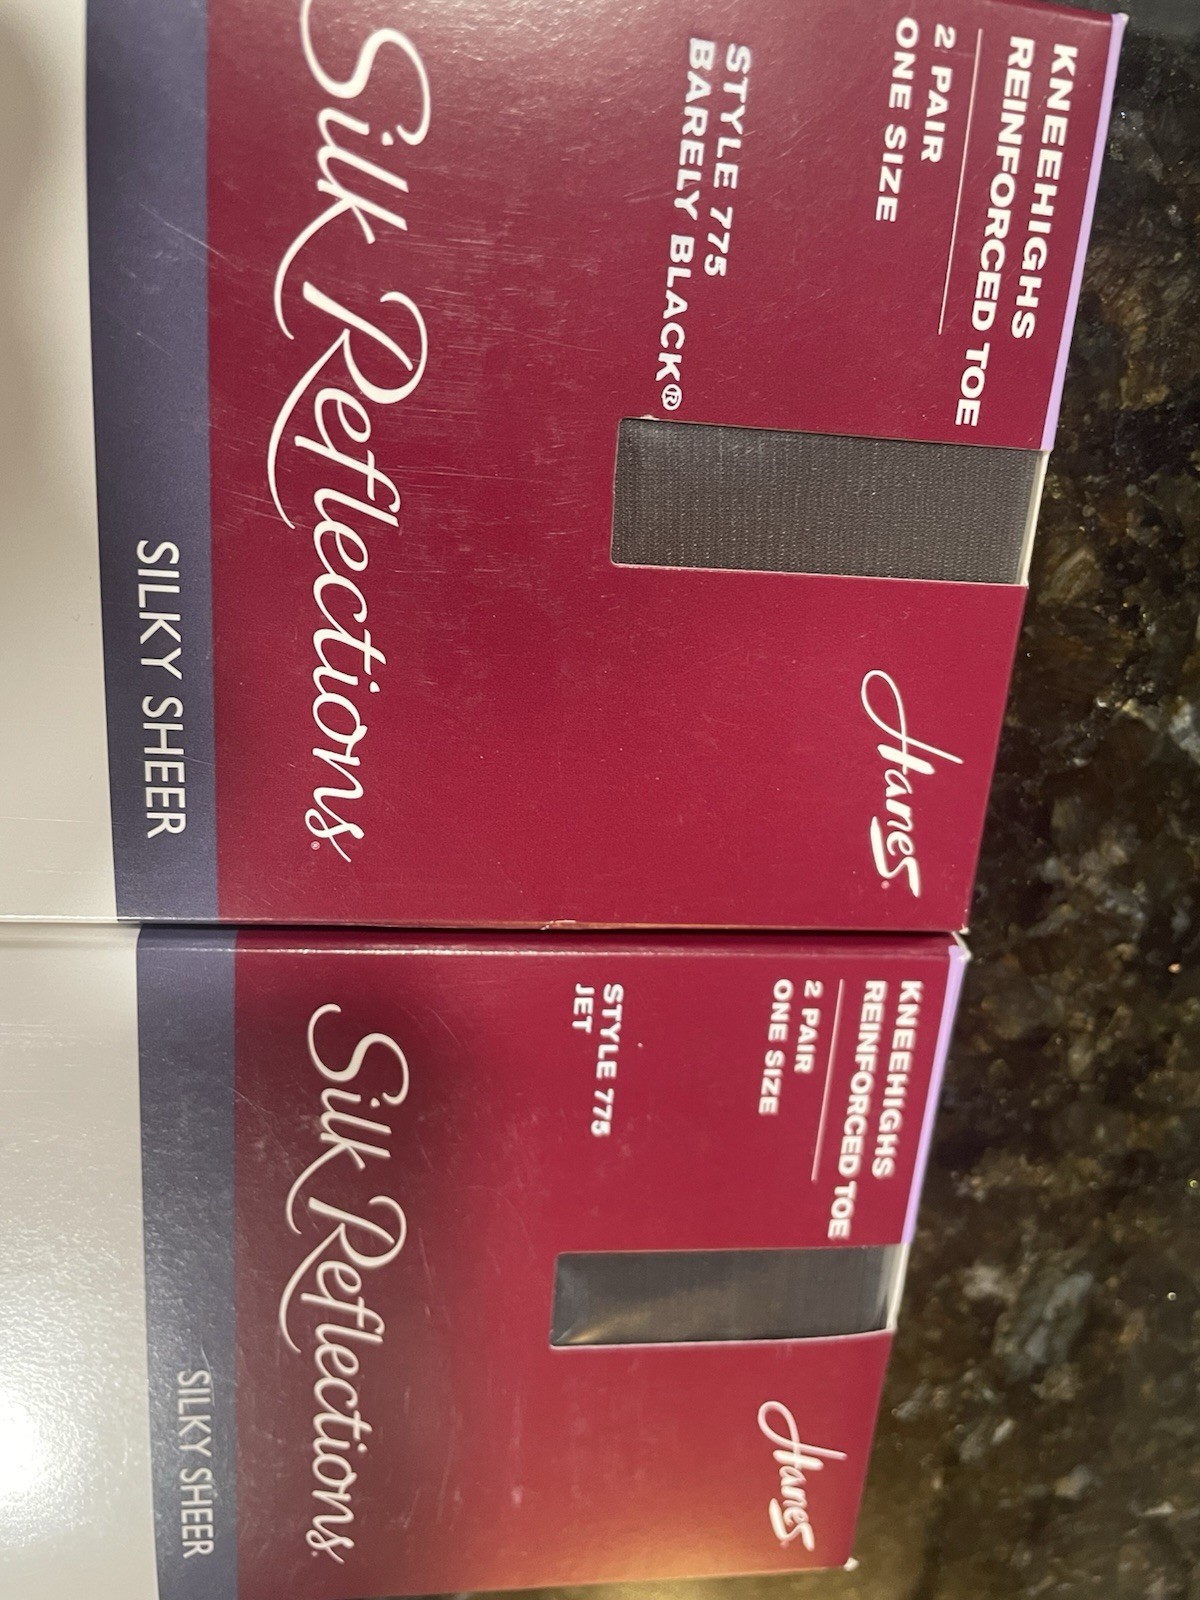 KNEEHIGHS
REINFORCED TOE
2 PAIR
ONE SIZE
STYLE 775
BARELY BLACK®
Hanes®
Silk Reflections®
SILKY SHEER
KNEEHIGHS
REINFORCED TOE
2 PAIR
ONE SIZE
STYLE 775
JET
Hanes®
Silk Reflections®
SILKY SHEER